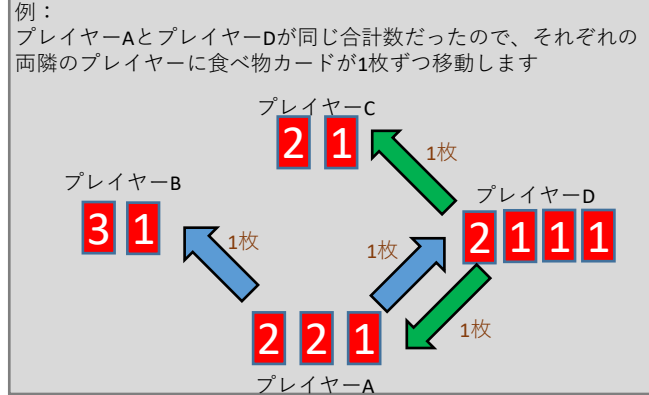 例：
プレイヤーAとプレイヤーDが同じ合計数だったので、それぞれの
両隣のプレイヤーに食べ物カードが1枚ずつ移動します
プレイヤーC
2 1
1枚
プレイヤーB
3 1
1枚
プレイヤーD
2 1 1 1
1枚
1枚
2 2 1
プレイヤーA